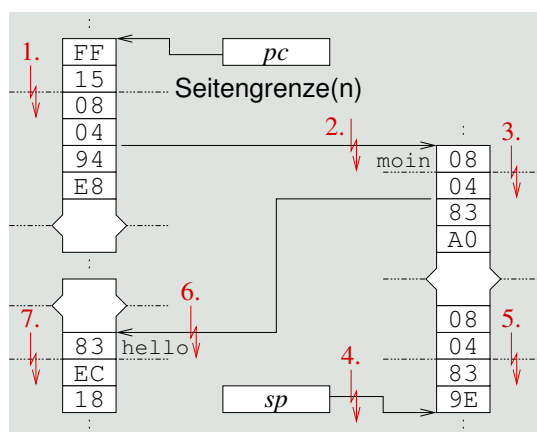 1.
FF
pc
15
Seitengrenze(n)
08
04
2.
3.
94
moin
08
E8
04
83
A0
6.
7.
08
5.
83
hello
04
4.
EC
83
18
sp
9E